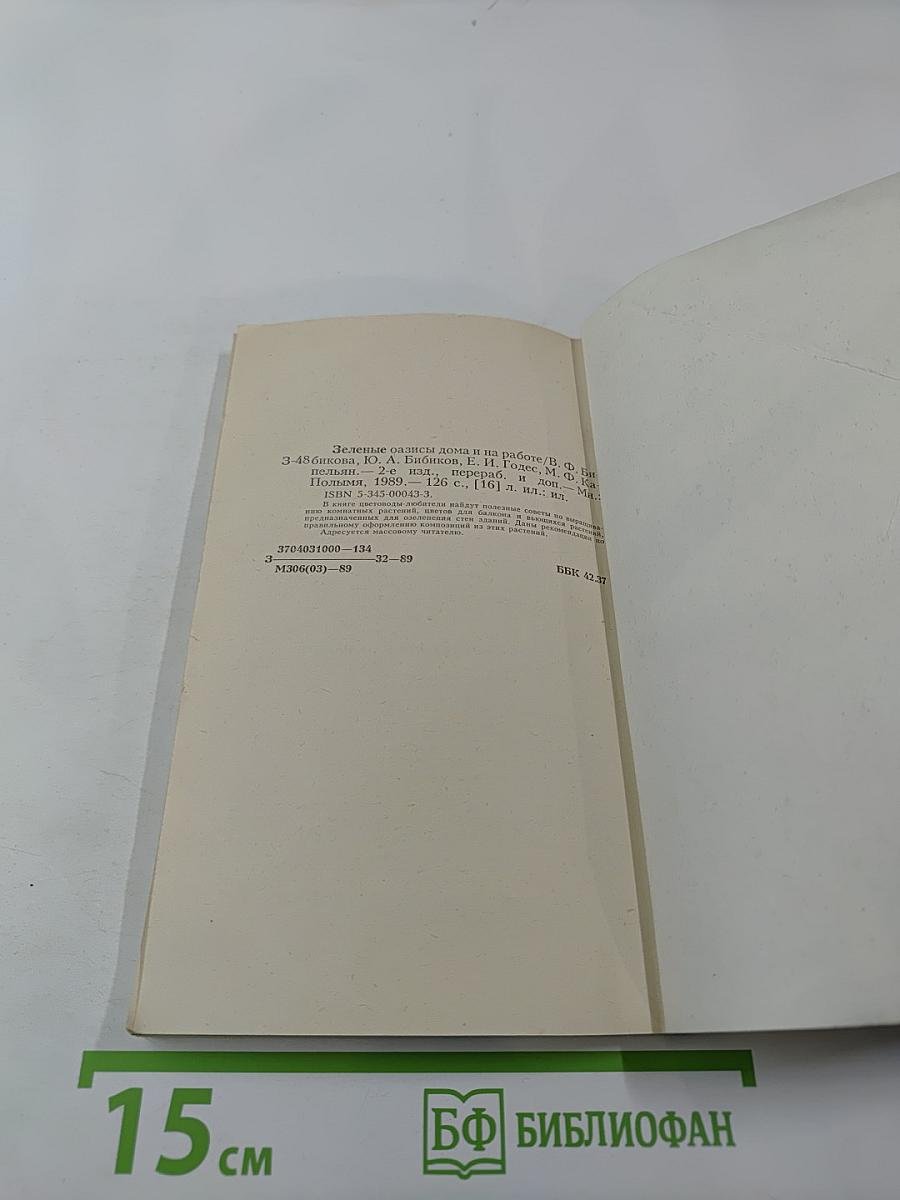 Зеленые оазисы дома и на работе/В. Ф. Би-
З-48 бикова, Ю. А. Бибиков, Е. И. Годес, М. Ф. Ка-
пельян.— 2-е изд., перераб. и доп.— Мн.:
Полымя, 1989.— 126 с., [16] л. ил.: ил.
ISBN 5-345-00043-3.
В книге цветоводы-любители найдут полезные советы по выращива-
нию комнатных растений, цветов для балкона и вьющихся растений,
предназначенных для озеленения стен зданий. Даны рекомендации по
правильному оформлению композиций из этих растений.
Адресуется массовому читателю.
3704031000—134
З 32—89
М306(03)—89
ББК 42.37
15 см
БФ БИБЛИОФАН